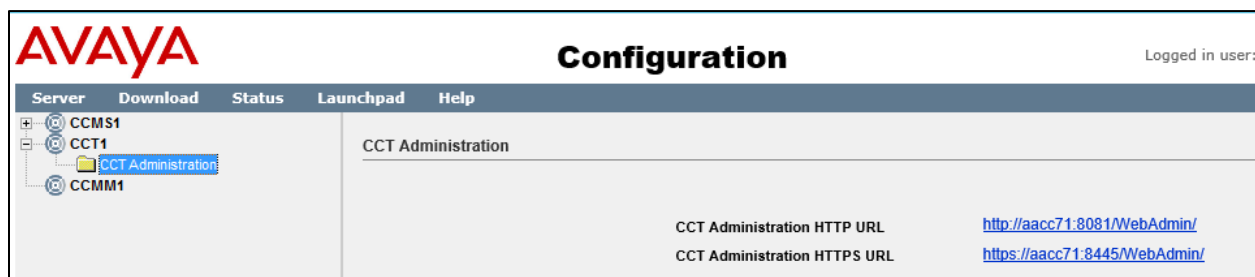 AVAYA
Configuration
Logged in user:
Server Download Status Launchpad Help
CCMS1
CCT1
CCT Administration
CCMM1
CCT Administration
CCT Administration HTTP URL http://aacc71:8081/WebAdmin/
CCT Administration HTTPS URL https://aacc71:8445/WebAdmin/